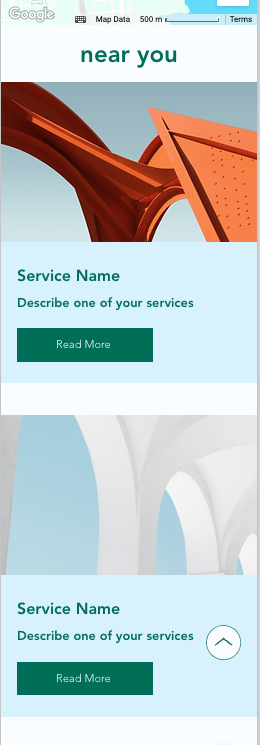 Google
Map Data
500 m
Terms
near you
Service Name
Describe one of your services
Read More
Service Name
Describe one of your services
Read More